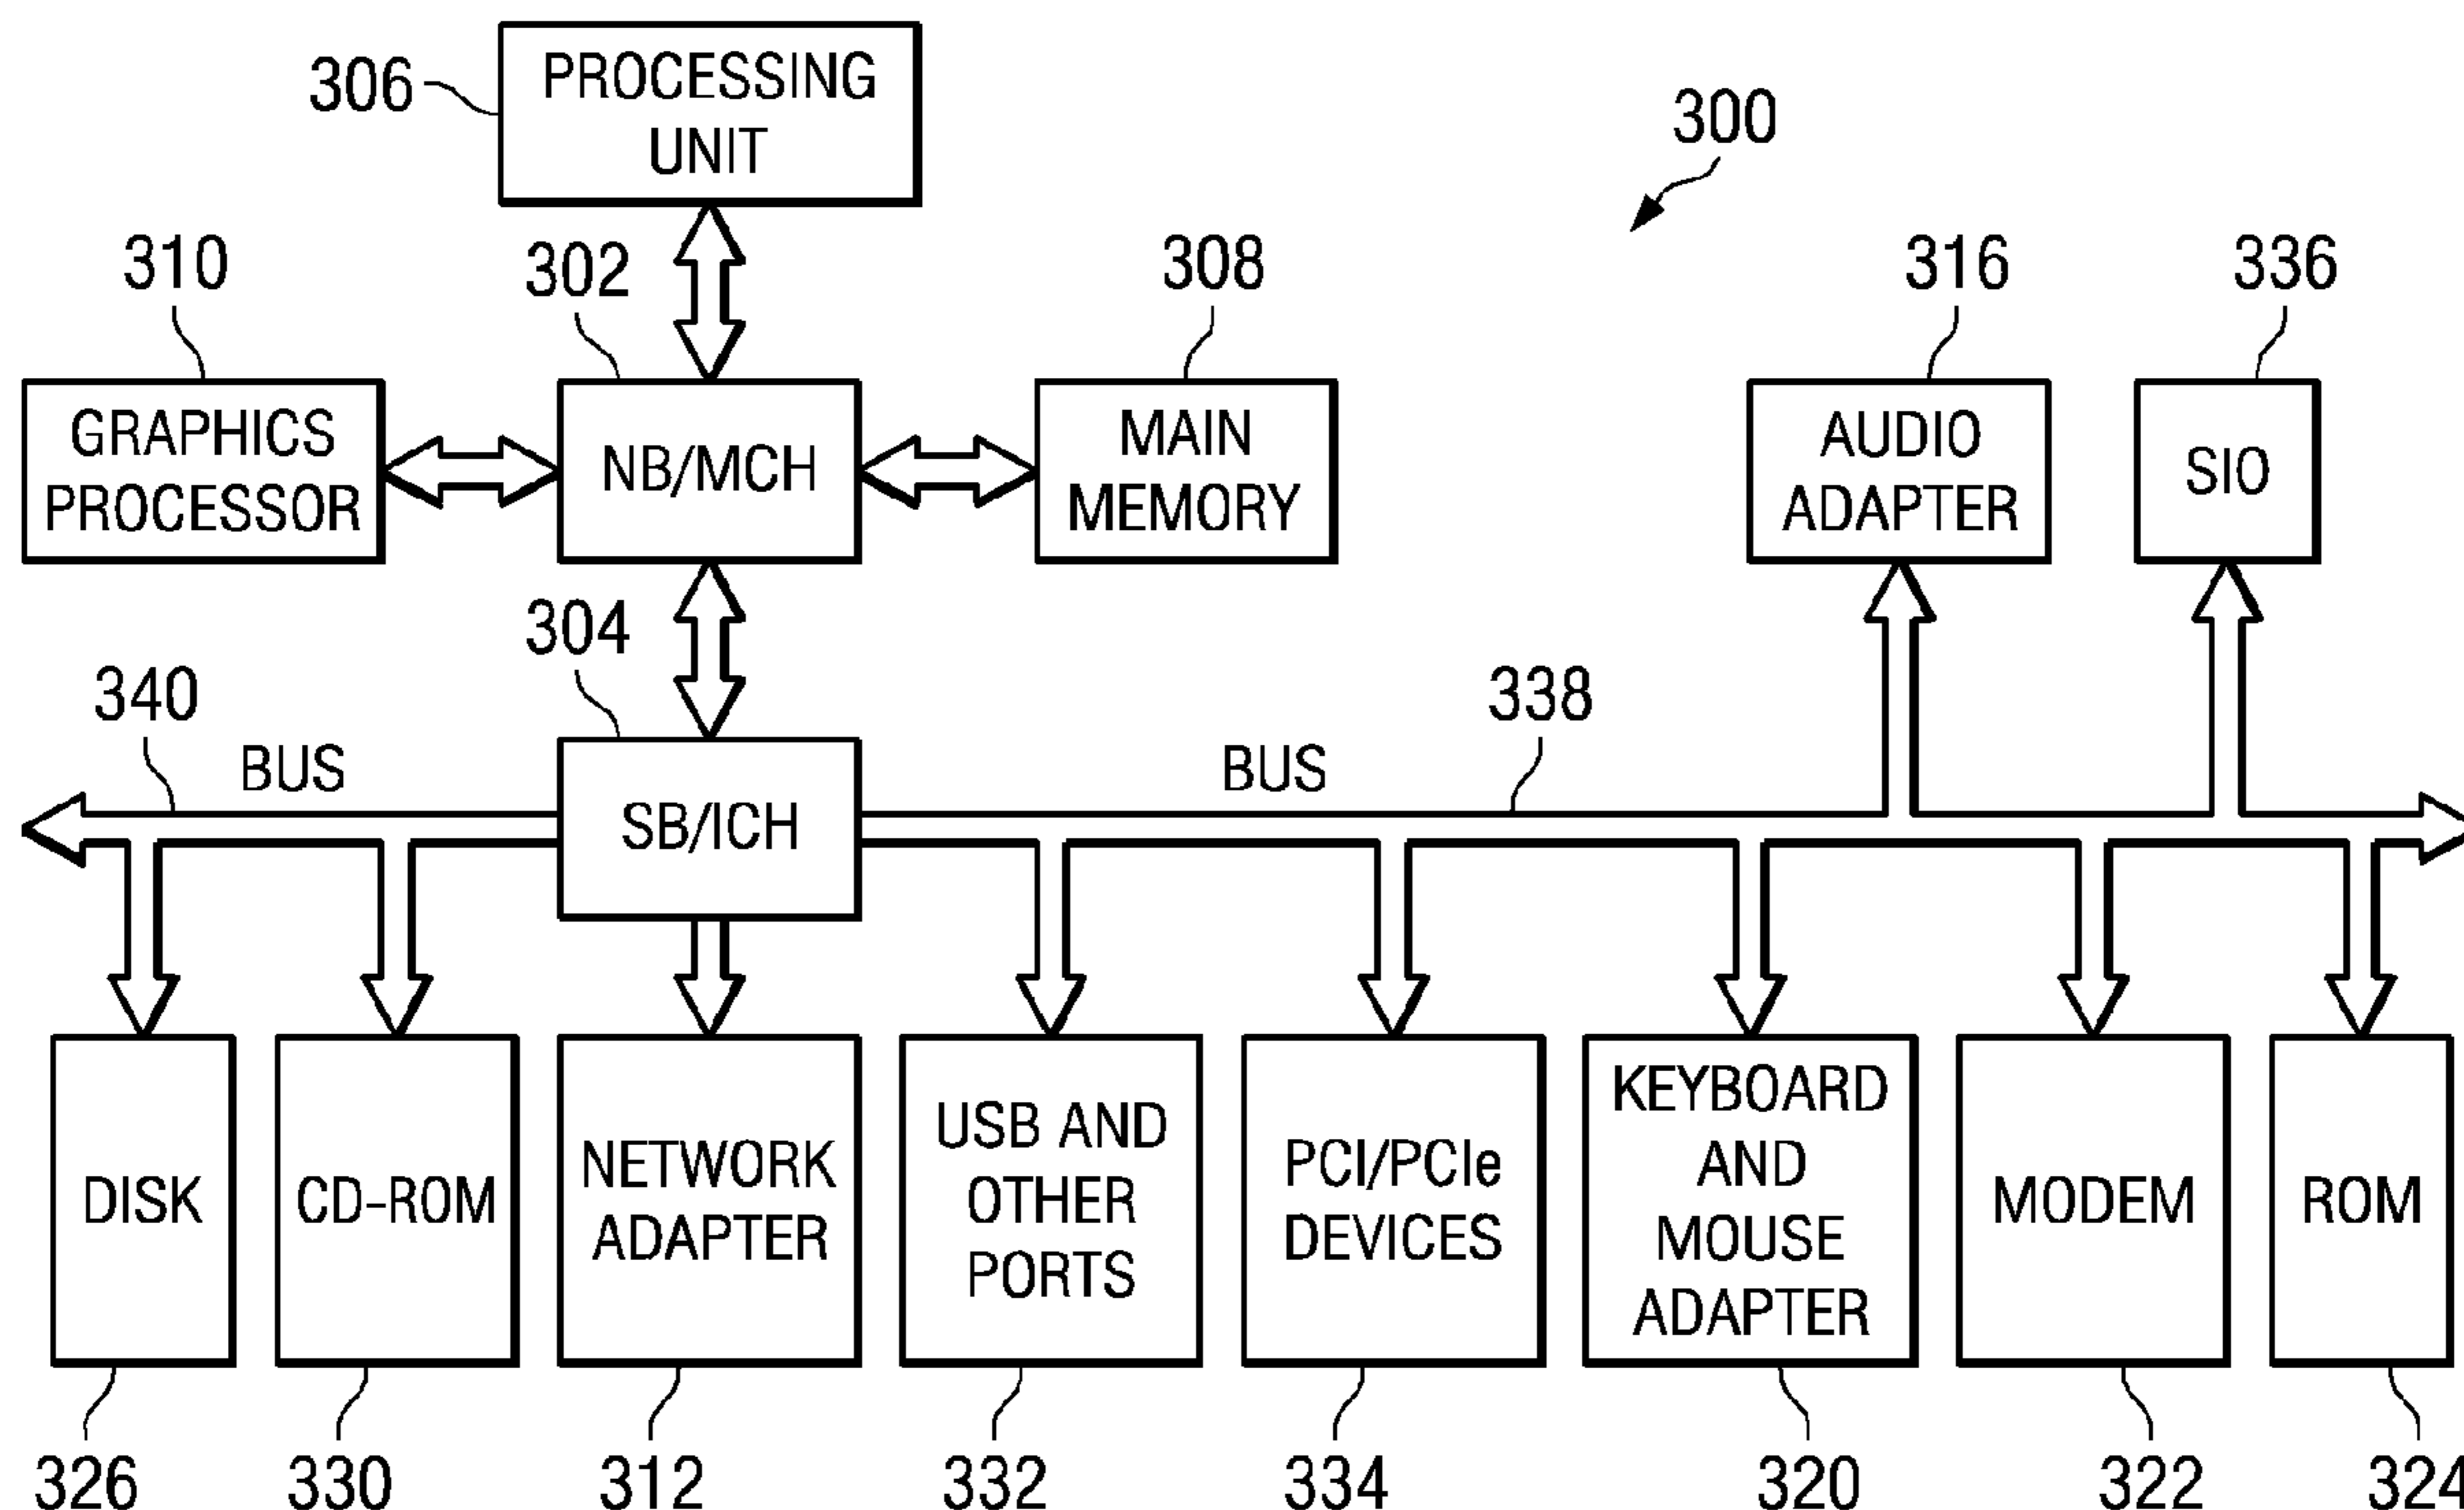 PROCESSING
UNIT
306
300
310
302
308
316
336
GRAPHICS
PROCESSOR
NB/MCH
MAIN
MEMORY
AUDIO
ADAPTER
SIO
304
340
338
BUS
BUS
SB/ICH
DISK
CD-ROM
NETWORK
ADAPTER
USB AND
OTHER
PORTS
PCI/PCIe
DEVICES
KEYBOARD
AND
MOUSE
ADAPTER
MODEM
ROM
326
330
312
332
334
320
322
324